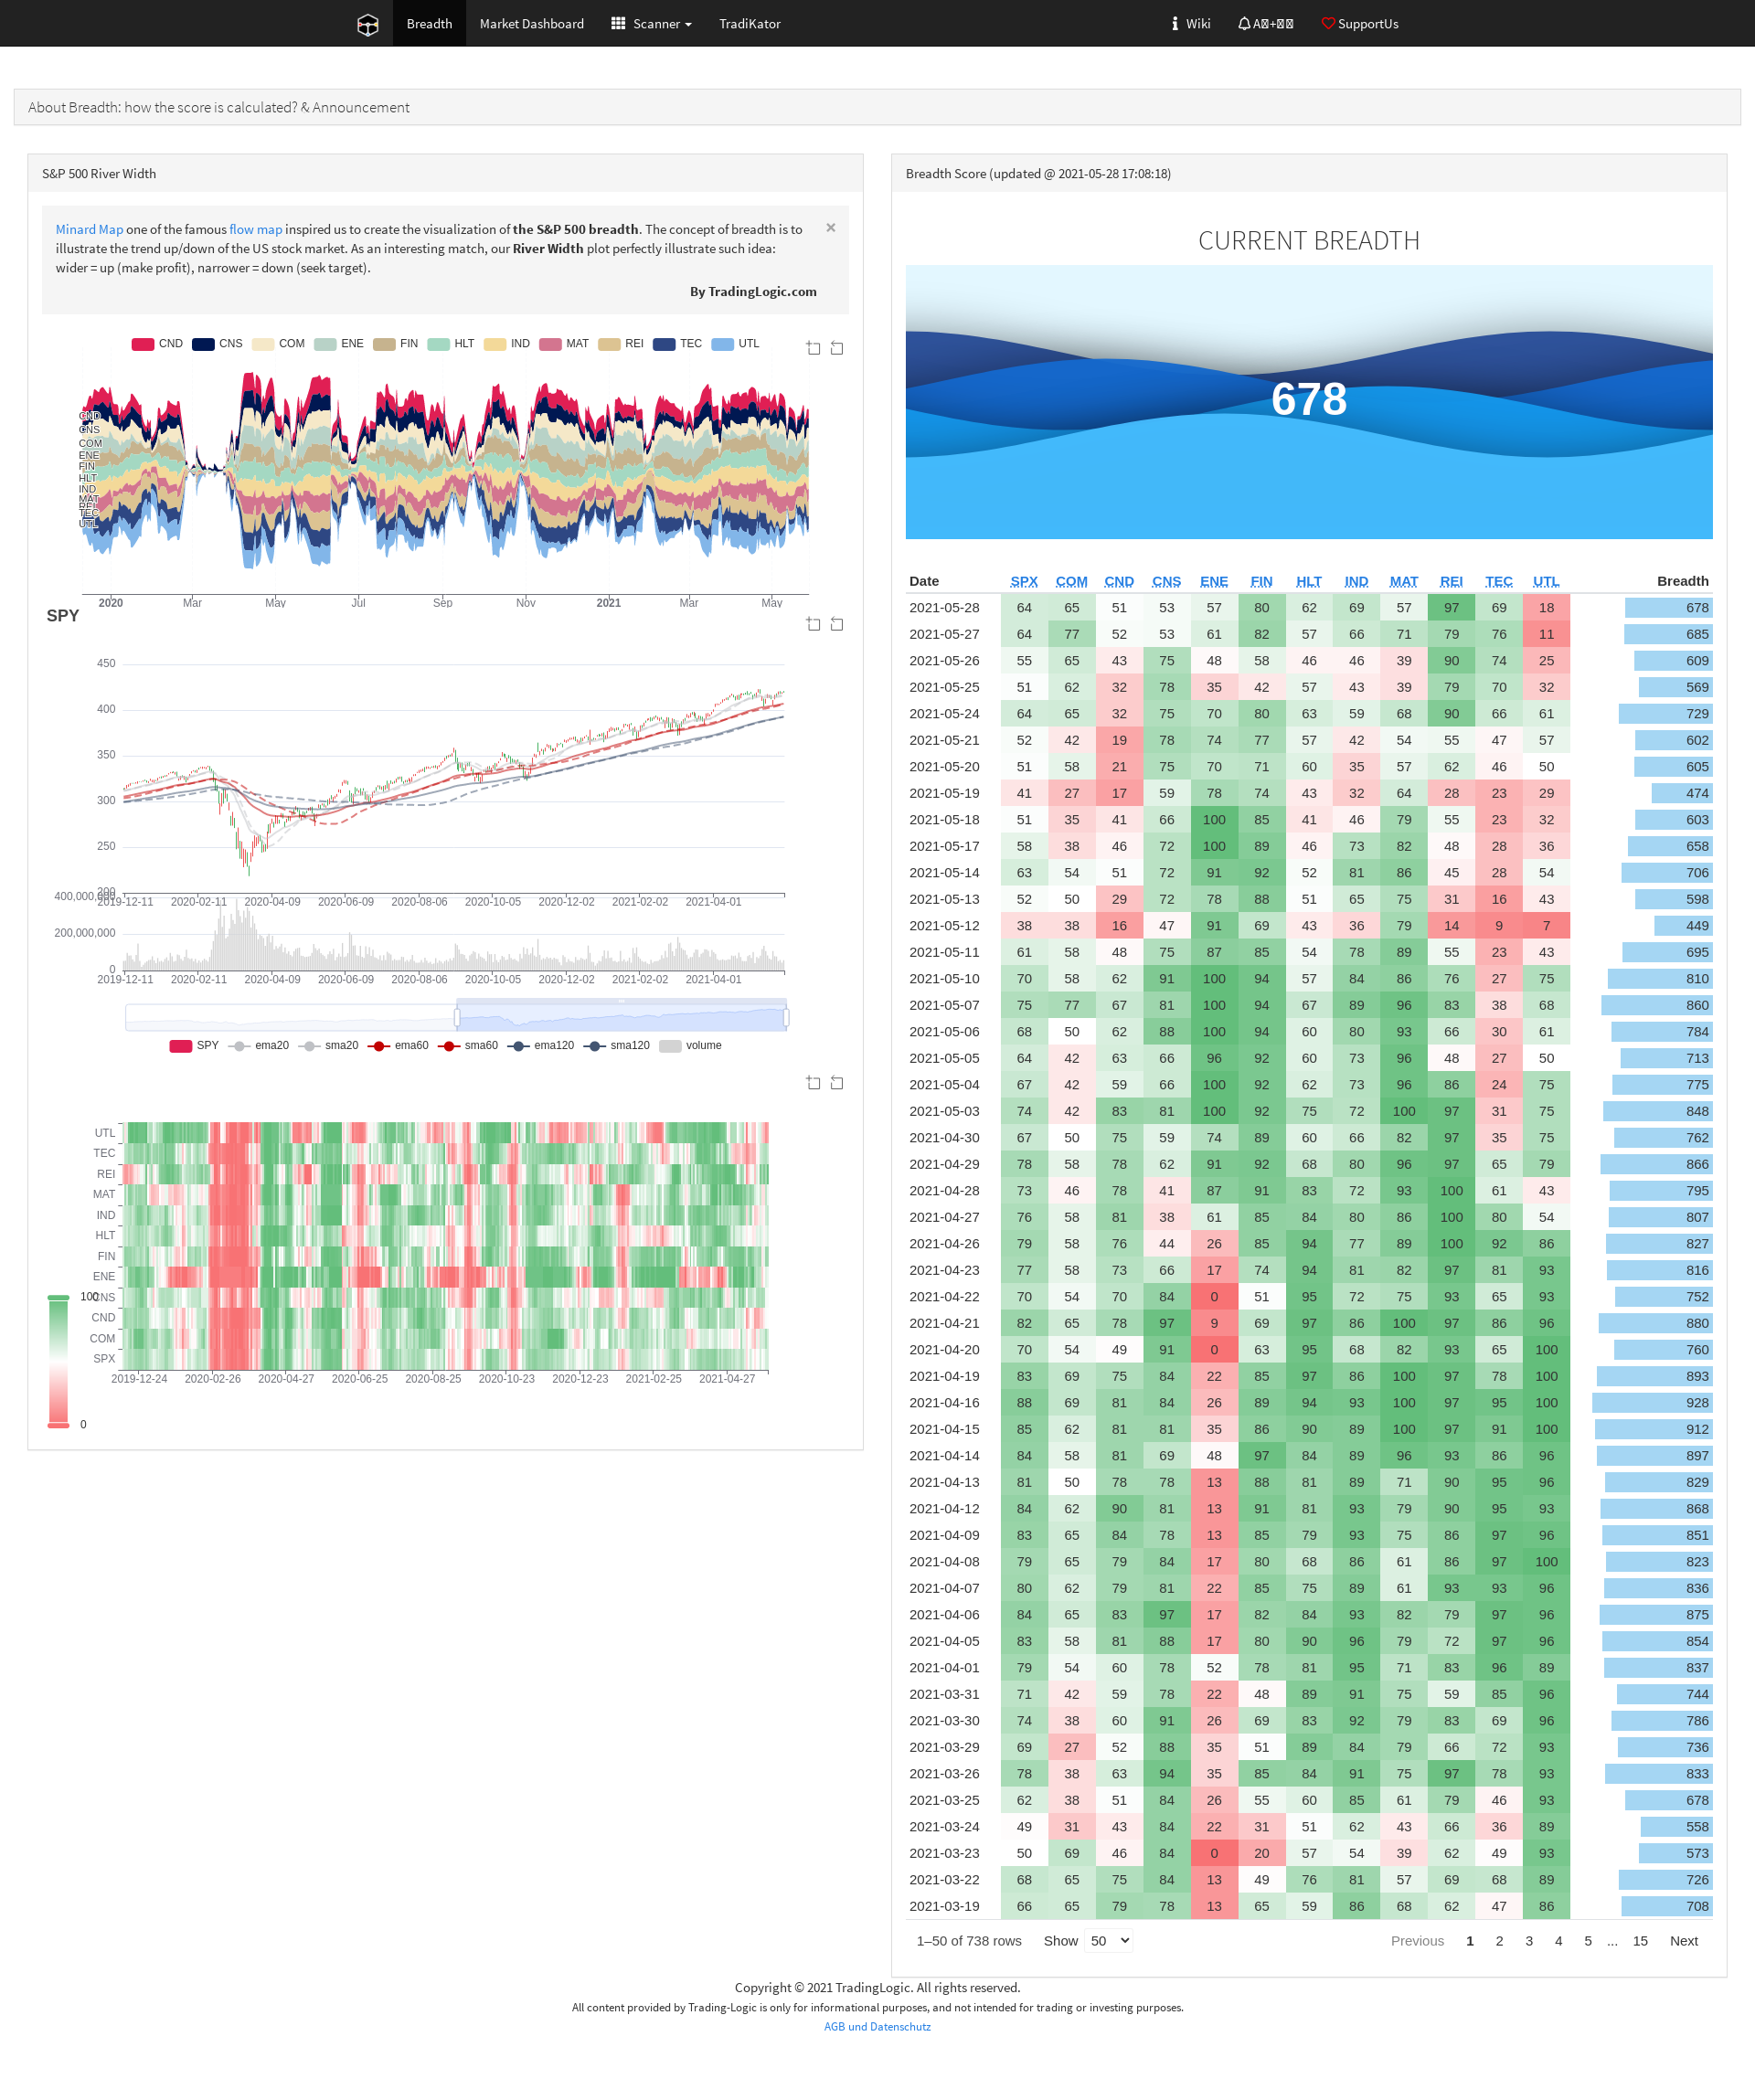 Breadth Market Dashboard Scanner TradiKator Wiki SupportUs
About Breadth: how the score is calculated? & Announcement
S&P 500 River Width
Minard Map one of the famous flow map inspired us to create the visualization of the S&P 500 breadth. The concept of breadth is to
illustrate the trend up/down of the US stock market. As an interesting match, our River Width plot perfectly illustrate such idea:
wider = up (make profit), narrower = down (seek target).
×
By TradingLogic.com
CND CNS COM ENE FIN HLT IND MAT REI TEC UTL
CND
CNS
COM
ENE
FIN
HLT
IND
MAT
REI
TEC
UTL
2020 Mar May Jul Sep Nov 2021 Mar May
SPY
450
400
350
300
250
200
2019-12-11 2020-02-11 2020-04-09 2020-06-09 2020-08-06 2020-10-05 2020-12-02 2021-02-02 2021-04-01
400,000,000
200,000,000
0
2019-12-11 2020-02-11 2020-04-09 2020-06-09 2020-08-06 2020-10-05 2020-12-02 2021-02-02 2021-04-01
SPY ema20 sma20 ema60 sma60 ema120 sma120 volume
UTL
TEC
REI
MAT
IND
HLT
FIN
ENE
CNS
CND
COM
SPX
2019-12-24 2020-02-26 2020-04-27 2020-06-25 2020-08-25 2020-10-23 2020-12-23 2021-02-25 2021-04-27
100
0
Breadth Score (updated @ 2021-05-28 17:08:18)
CURRENT BREADTH
678
Date SPX COM CND CNS ENE FIN HLT IND MAT REI TEC UTL Breadth
2021-05-28 64 65 51 53 57 80 62 69 57 97 69 18 678
2021-05-27 64 77 52 53 61 82 57 66 71 79 76 11 685
2021-05-26 55 65 43 75 48 58 46 46 39 90 74 25 609
2021-05-25 51 62 32 78 35 42 57 43 39 79 70 32 569
2021-05-24 64 65 32 75 70 80 63 59 68 90 66 61 729
2021-05-21 52 42 19 78 74 77 57 42 54 55 47 57 602
2021-05-20 51 58 21 75 70 71 60 35 57 62 46 50 605
2021-05-19 41 27 17 59 78 74 43 32 64 28 23 29 474
2021-05-18 51 35 41 66 100 85 41 46 79 55 23 32 603
2021-05-17 58 38 46 72 100 89 46 73 82 48 28 36 658
2021-05-14 63 54 51 72 91 92 52 81 86 45 28 54 706
2021-05-13 52 50 29 72 78 88 51 65 75 31 16 43 598
2021-05-12 38 38 16 47 91 69 43 36 79 14 9 7 449
2021-05-11 61 58 48 75 87 85 54 78 89 55 23 43 695
2021-05-10 70 58 62 91 100 94 57 84 86 76 27 75 810
2021-05-07 75 77 67 81 100 94 67 89 96 83 38 68 860
2021-05-06 68 50 62 88 100 94 60 80 93 66 30 61 784
2021-05-05 64 42 63 66 96 92 60 73 96 48 27 50 713
2021-05-04 67 42 59 66 100 92 62 73 96 86 24 75 775
2021-05-03 74 42 83 81 100 92 75 72 100 97 31 75 848
2021-04-30 67 50 75 59 74 89 60 66 82 97 35 75 762
2021-04-29 78 58 78 62 91 92 68 80 96 97 65 79 866
2021-04-28 73 46 78 41 87 91 83 72 93 100 61 43 795
2021-04-27 76 58 81 38 61 85 84 80 86 100 80 54 807
2021-04-26 79 58 76 44 26 85 94 77 89 100 92 86 827
2021-04-23 77 58 73 66 17 74 94 81 82 97 81 93 816
2021-04-22 70 54 70 84 0 51 95 72 75 93 65 93 752
2021-04-21 82 65 78 97 9 69 97 86 100 97 86 96 880
2021-04-20 70 54 49 91 0 63 95 68 82 93 65 100 760
2021-04-19 83 69 75 84 22 85 97 86 100 97 78 100 893
2021-04-16 88 69 81 84 26 89 94 93 100 97 95 100 928
2021-04-15 85 62 81 81 35 86 90 89 100 97 91 100 912
2021-04-14 84 58 81 69 48 97 84 89 96 93 86 96 897
2021-04-13 81 50 78 78 13 88 81 89 71 90 95 96 829
2021-04-12 84 62 90 81 13 91 81 93 79 90 95 93 868
2021-04-09 83 65 84 78 13 85 79 93 75 86 97 96 851
2021-04-08 79 65 79 84 17 80 68 86 61 86 97 100 823
2021-04-07 80 62 79 81 22 85 75 89 61 93 93 96 836
2021-04-06 84 65 83 97 17 82 84 93 82 79 97 96 875
2021-04-05 83 58 81 88 17 80 90 96 79 72 97 96 854
2021-04-01 79 54 60 78 52 78 81 95 71 83 96 89 837
2021-03-31 71 42 59 78 22 48 89 91 75 59 85 96 744
2021-03-30 74 38 60 91 26 69 83 92 79 83 69 96 786
2021-03-29 69 27 52 88 35 51 89 84 79 66 72 93 736
2021-03-26 78 38 63 94 35 85 84 91 75 97 78 93 833
2021-03-25 62 38 51 84 26 55 60 85 61 79 46 93 678
2021-03-24 49 31 43 84 22 31 51 62 43 66 36 89 558
2021-03-23 50 69 46 84 0 20 57 54 39 62 49 93 573
2021-03-22 68 65 75 84 13 49 76 81 57 69 68 89 726
2021-03-19 66 65 79 78 13 65 59 86 68 62 47 86 708
1–50 of 738 rows Show 50 Previous 1 2 3 4 5 ... 15 Next
Copyright © 2021 TradingLogic. All rights reserved.
All content provided by Trading-Logic is only for informational purposes, and not intended for trading or investing purposes.
AGB und Datenschutz